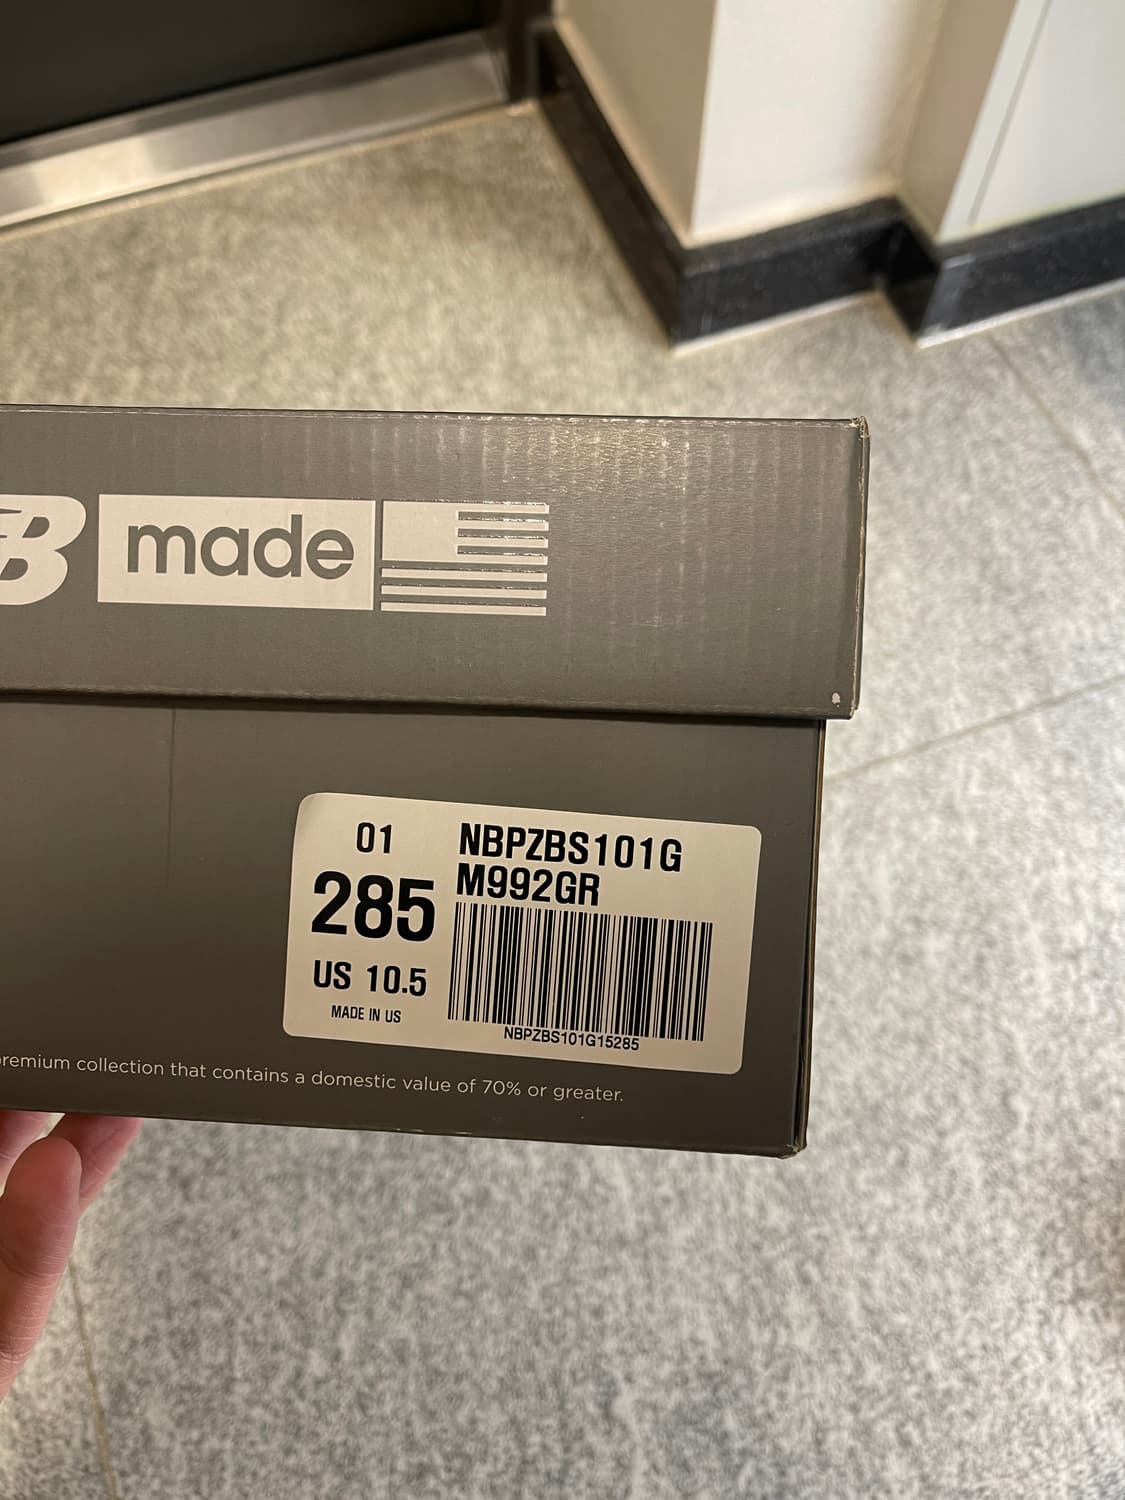 NB made
01
285
US 10.5
MADE IN US
NBPZBS101G
M992GR
NBPZBS101G15285
premium collection that contains a domestic value of 70% or greater.